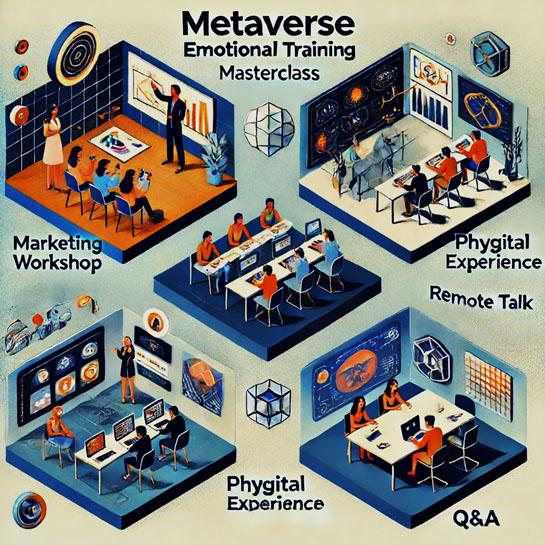 Metaverse
Emotional Training
Masterclass
Marketing
Workshop
Phygital
Experience
Remote Talk
Phygital
Experience
Q&A